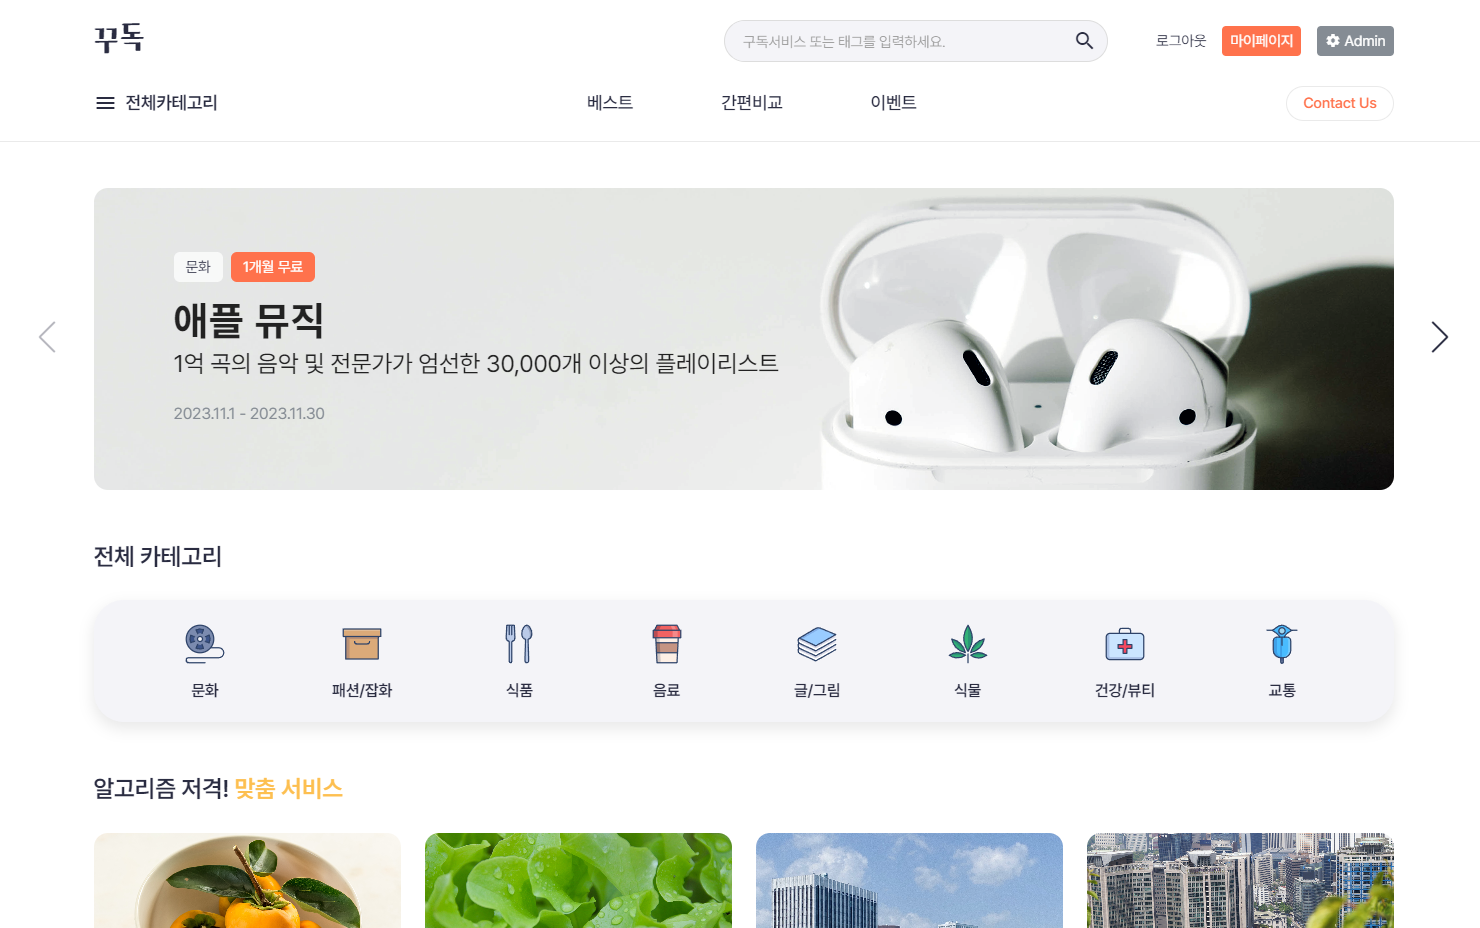 꾸독
구독서비스 또는 태그를 입력하세요.
로그아웃
마이페이지
Admin
전체카테고리
베스트
간편비교
이벤트
Contact Us
문화
1개월 무료
애플 뮤직
1억 곡의 음악 및 전문가가 엄선한 30,000개 이상의 플레이리스트
2023.11.1 - 2023.11.30
전체 카테고리
문화
패션/잡화
식품
음료
글/그림
식물
건강/뷰티
교통
알고리즘 저격! 맞춤 서비스